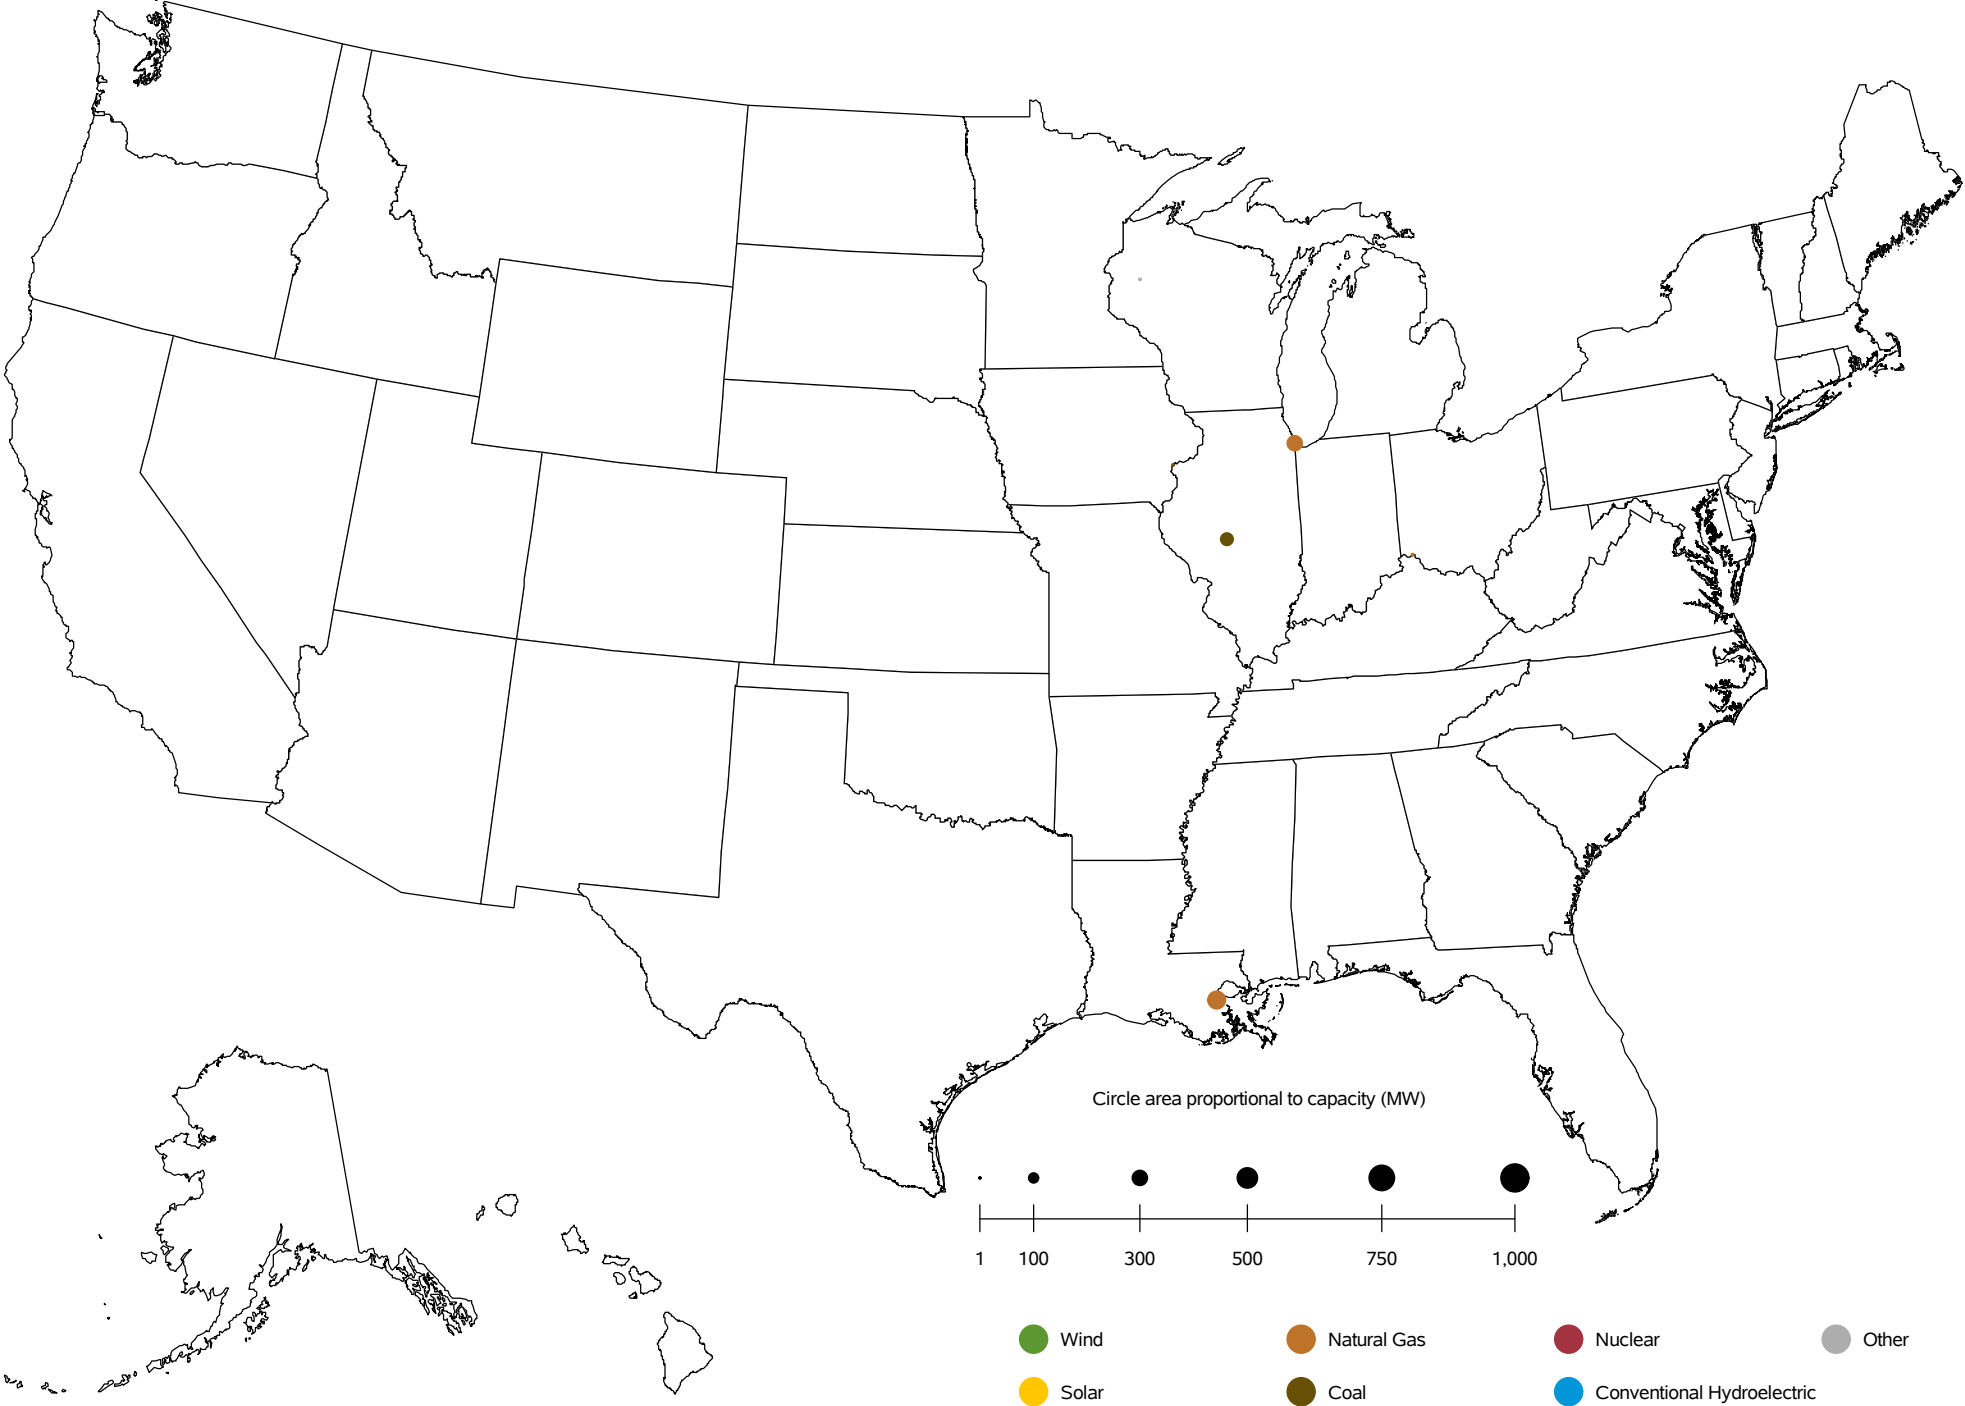 Circle area proportional to capacity (MW)
1 100 300 500 750 1,000
Wind Natural Gas Nuclear Other
Solar Coal Conventional Hydroelectric